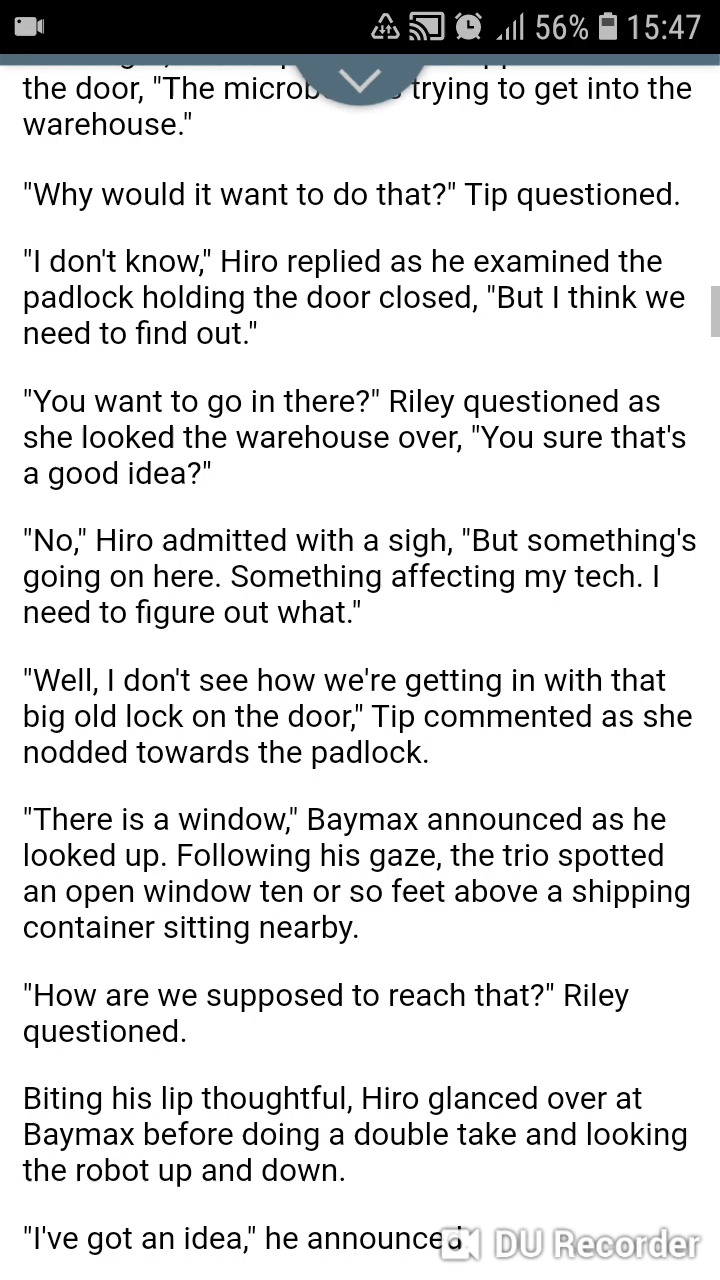 56% 15:47
the door, "The trying to get into the
warehouse."
"Why would it want to do that?" Tip questioned.
"I don't know," Hiro replied as he examined the
padlock holding the door closed, "But I think we
need to find out."
"You want to go in there?" Riley questioned as
she looked the warehouse over, "You sure that's
a good idea?"
"No," Hiro admitted with a sigh, "But something's
going on here. Something affecting my tech. I
need to figure out what."
"Well, I don't see how we're getting in with that
big old lock on the door," Tip commented as she
nodded towards the padlock.
"There is a window," Baymax announced as he
looked up. Following his gaze, the trio spotted
an open window ten or so feet above a shipping
container sitting nearby.
"How are we supposed to reach that?" Riley
questioned.
Biting his lip thoughtful, Hiro glanced over at
Baymax before doing a double take and looking
the robot up and down.
"I've got an idea," he announced
DU Recorder